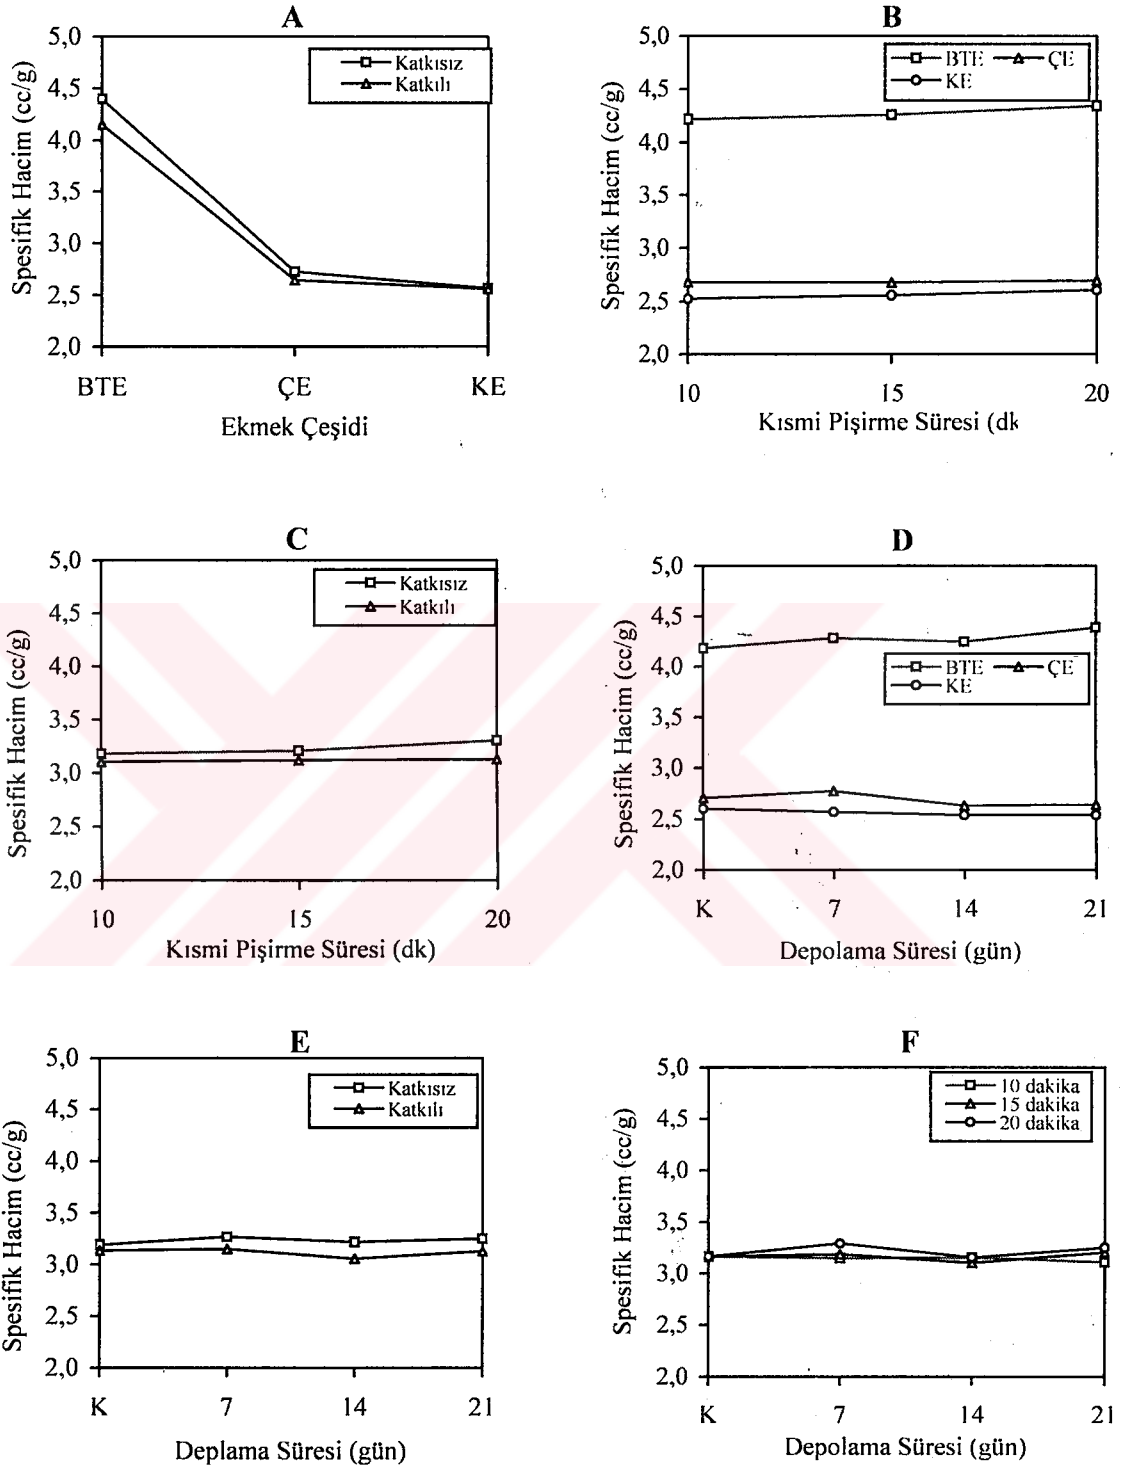 A
Spesifik Hacim (cc/g)
5,0
4,5
4,0
3,5
3,0
2,5
2,0
Katkısız
Katkılı
BTE ÇE KE
Ekmek Çeşidi
B
Spesifik Hacim (cc/g)
5,0
4,5
4,0
3,5
3,0
2,5
2,0
BTE ÇE
KE
10 15 20
Kısmi Pişirme Süresi (dk
C
Spesifik Hacim (cc/g)
5,0
4,5
4,0
3,5
3,0
2,5
2,0
Katkısız
Katkılı
10 15 20
Kısmi Pişirme Süresi (dk)
D
Spesifik Hacim (cc/g)
5,0
4,5
4,0
3,5
3,0
2,5
2,0
BTE ÇE
KE
K 7 14 21
Depolama Süresi (gün)
E
Spesifik Hacim (cc/g)
5,0
4,5
4,0
3,5
3,0
2,5
2,0
Katkısız
Katkılı
K 7 14 21
Deplama Süresi (gün)
F
Spesifik Hacim (cc/g)
5,0
4,5
4,0
3,5
3,0
2,5
2,0
10 dakika
15 dakika
20 dakika
K 7 14 21
Depolama Süresi (gün)